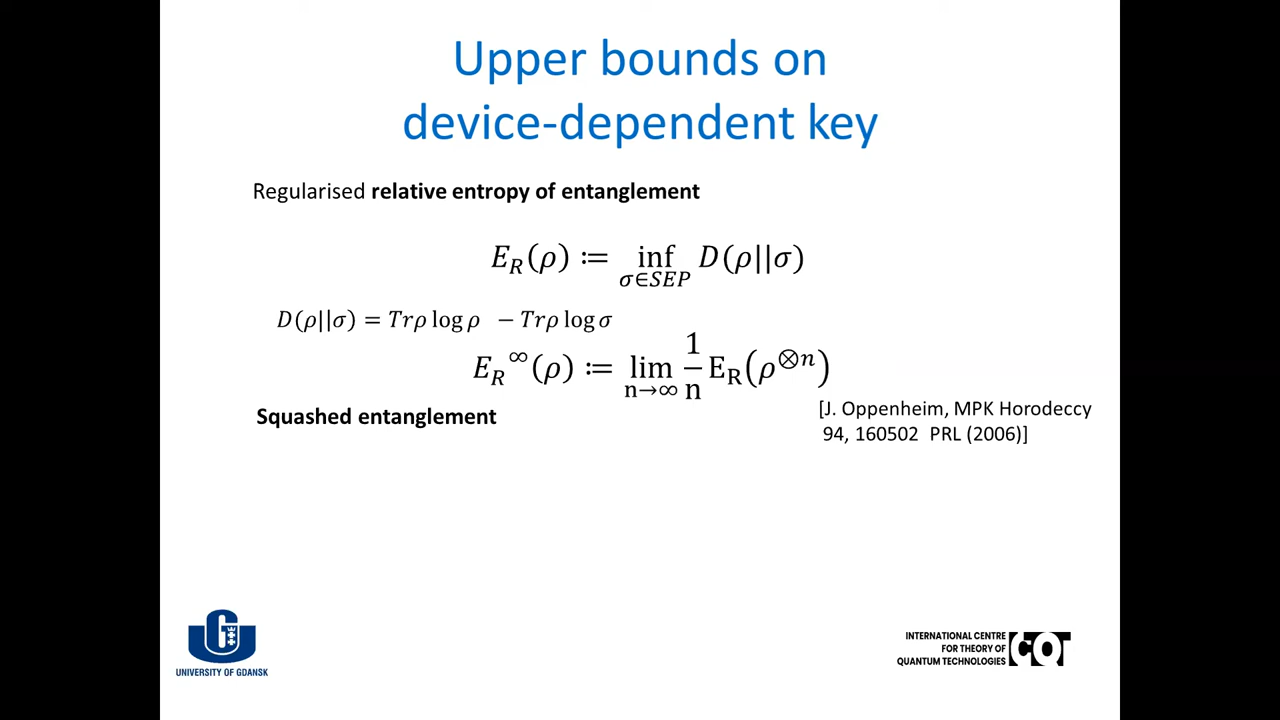 Upper bounds on
device-dependent key
Regularised relative entropy of entanglement
E_R(ρ) ≔ inf_{σ∈SEP} D(ρ||σ)
D(ρ||σ) = Trρ log ρ − Trρ log σ
E_R^∞(ρ) ≔ lim_{n→∞} 1/n E_R(ρ^{⊗n})
Squashed entanglement
[J. Oppenheim, MPK Horodeccy
94, 160502 PRL (2006)]
UNIVERSITY OF GDAŃSK
INTERNATIONAL CENTRE
FOR THEORY OF
QUANTUM TECHNOLOGIES